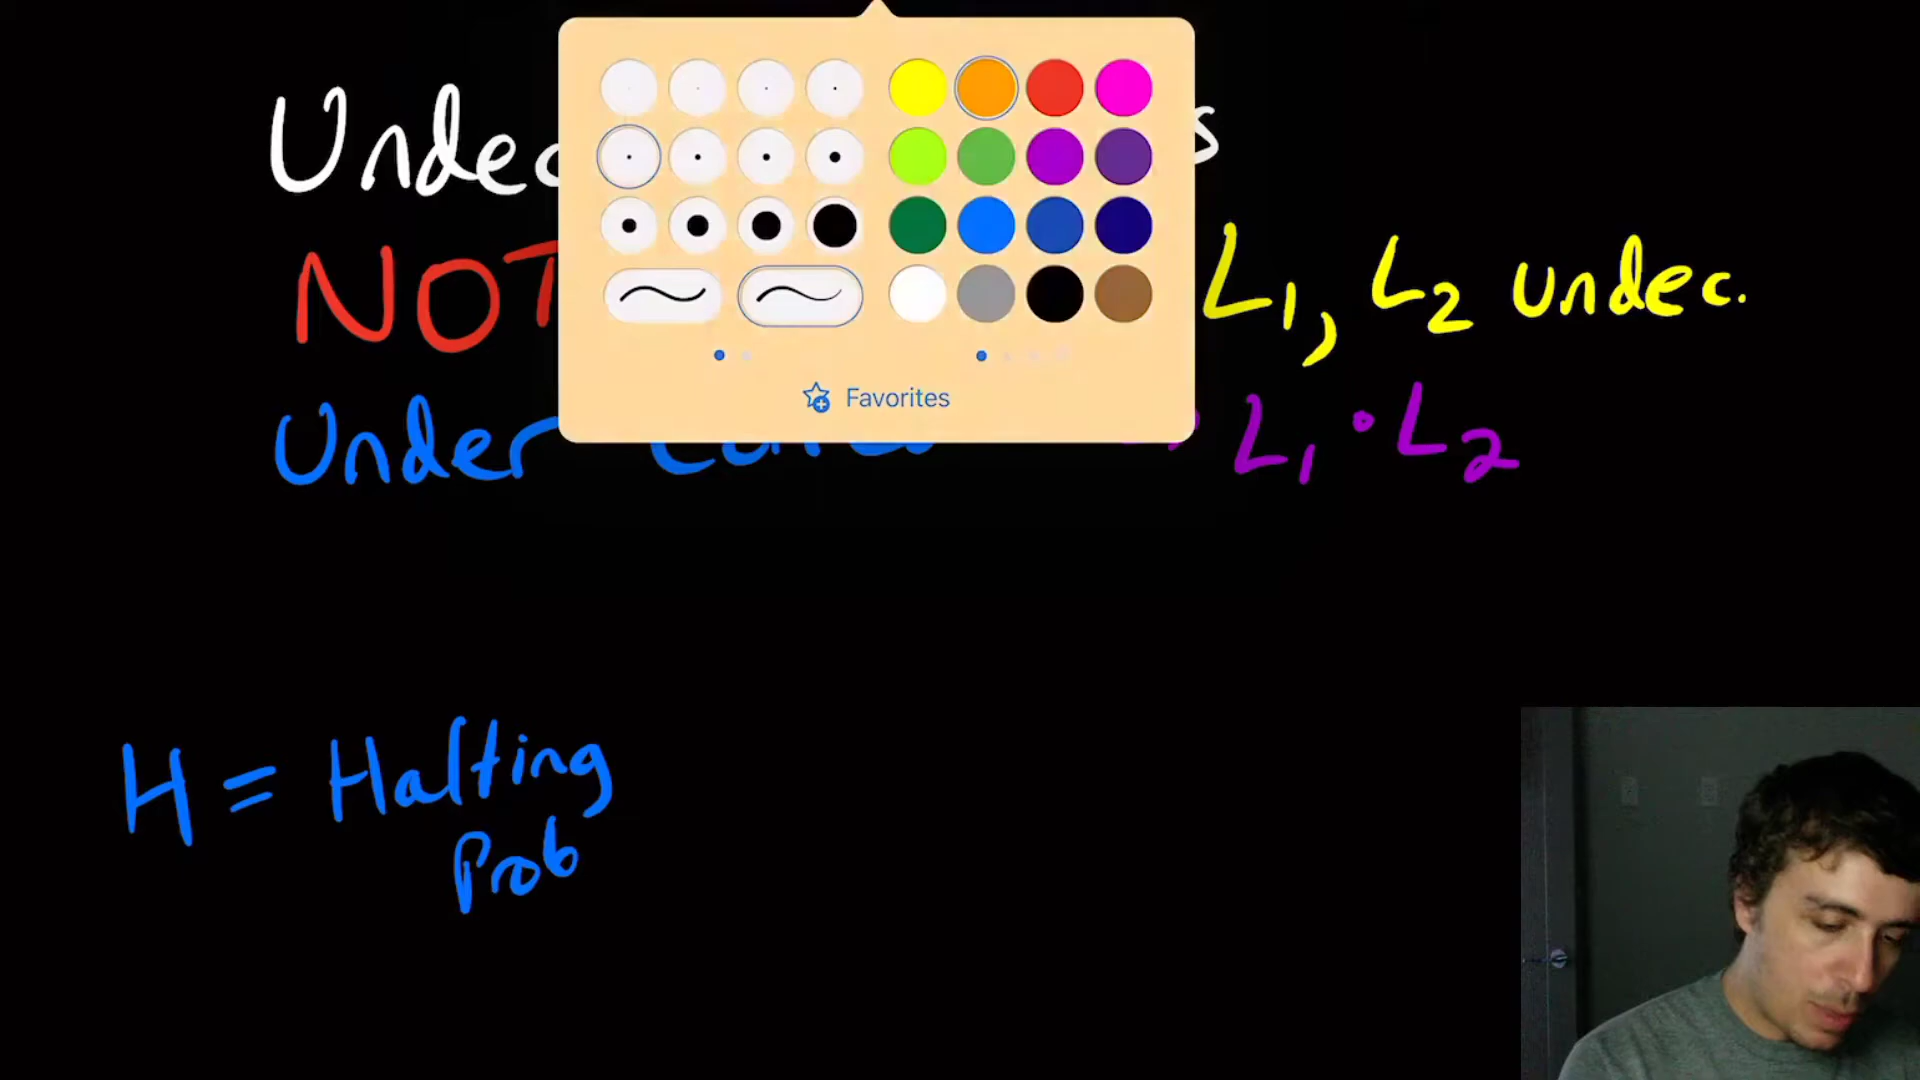 Undec s
NOT L₁, L₂ undec.
Under L₁ · L₂
Favorites
H = Halting
Prob